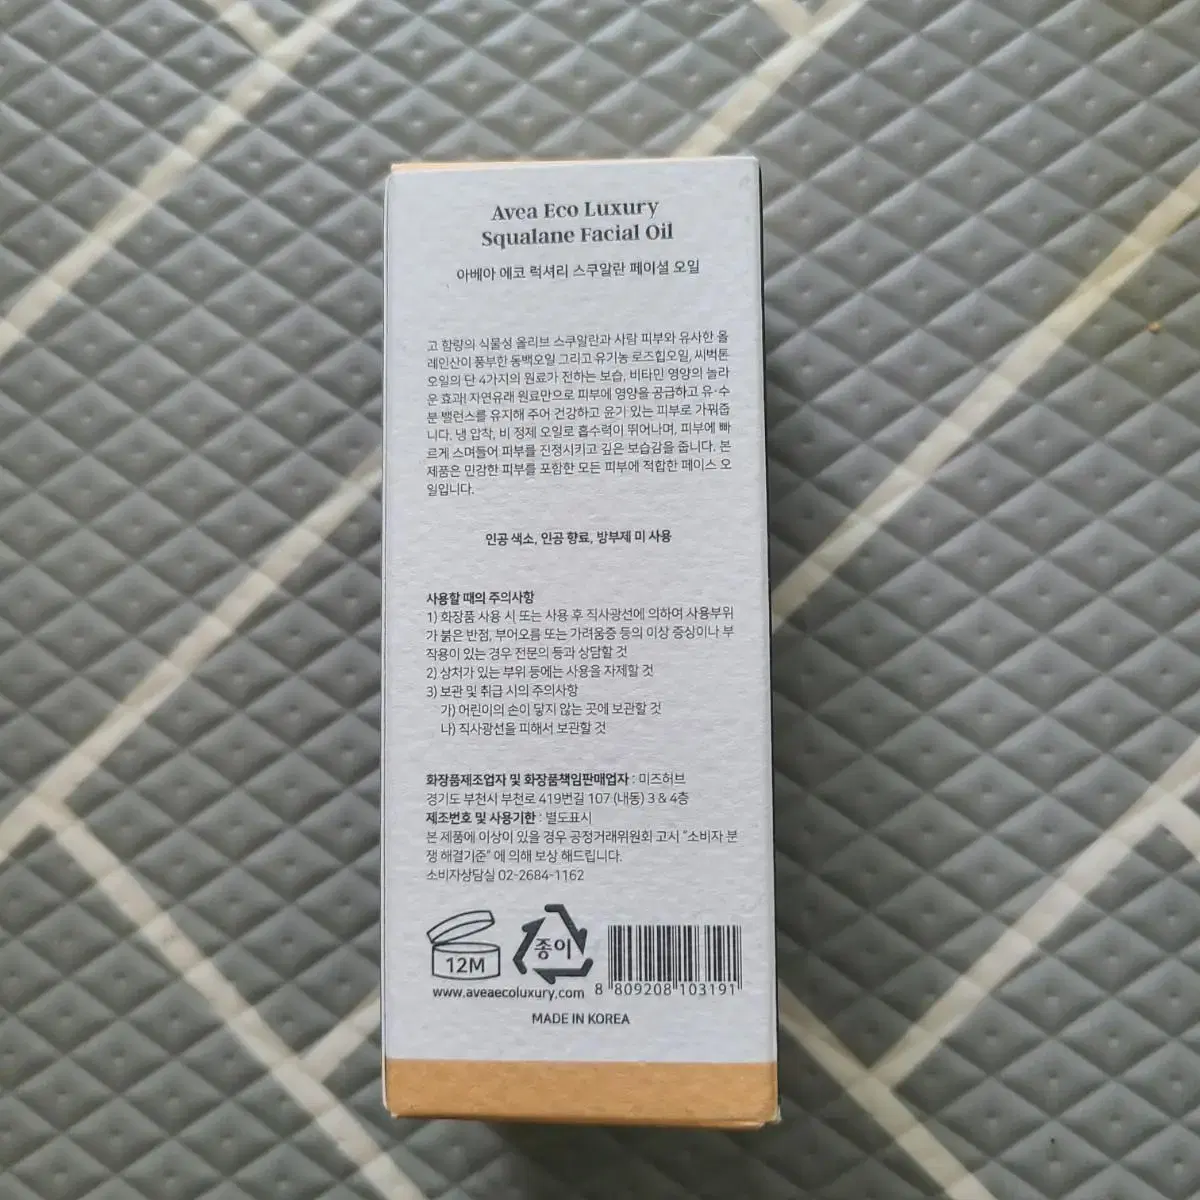 Avea Eco Luxury
Squalane Facial Oil
아베아 에코 럭셔리 스쿠알란 페이셜 오일
고 함량의 식물성 올리브 스쿠알란과 사람 피부와 유사한 올
레인산이 풍부한 동백오일 그리고 유기농 로즈힙오일, 씨벅톤
오일의 단 4가지의 원료가 전하는 보습, 비타민 영양의 놀라
운 효과! 자연유래 원료만으로 피부에 영양을 공급하고 유·수
분 밸런스를 유지해 주어 건강하고 윤기 있는 피부로 가꿔줍
니다. 냉 압착, 비 정제 오일로 흡수력이 뛰어나며, 피부에 빠
르게 스며들어 피부를 진정시키고 깊은 보습감을 줍니다. 본
제품은 민감한 피부를 포함한 모든 피부에 적합한 페이스 오
일입니다.
인공 색소, 인공 향료, 방부제 미 사용
사용할 때의 주의사항
1) 화장품 사용 시 또는 사용 후 직사광선에 의하여 사용부위
가 붉은 반점, 부어오름 또는 가려움증 등의 이상 증상이나 부
작용이 있는 경우 전문의 등과 상담할 것
2) 상처가 있는 부위 등에는 사용을 자제할 것
3) 보관 및 취급 시의 주의사항
가) 어린이의 손이 닿지 않는 곳에 보관할 것
나) 직사광선을 피해서 보관할 것
화장품제조업자 및 화장품책임판매업자 : 미즈허브
경기도 부천시 부천로 419번길 107 (내동) 3 & 4층
제조번호 및 사용기한 : 별도표시
본 제품에 이상이 있을 경우 공정거래위원회 고시 "소비자 분
쟁 해결기준" 에 의해 보상 해드립니다.
소비자상담실 02-2684-1162
12M
종이
www.aveaecoluxury.com
8 809208 103191
MADE IN KOREA